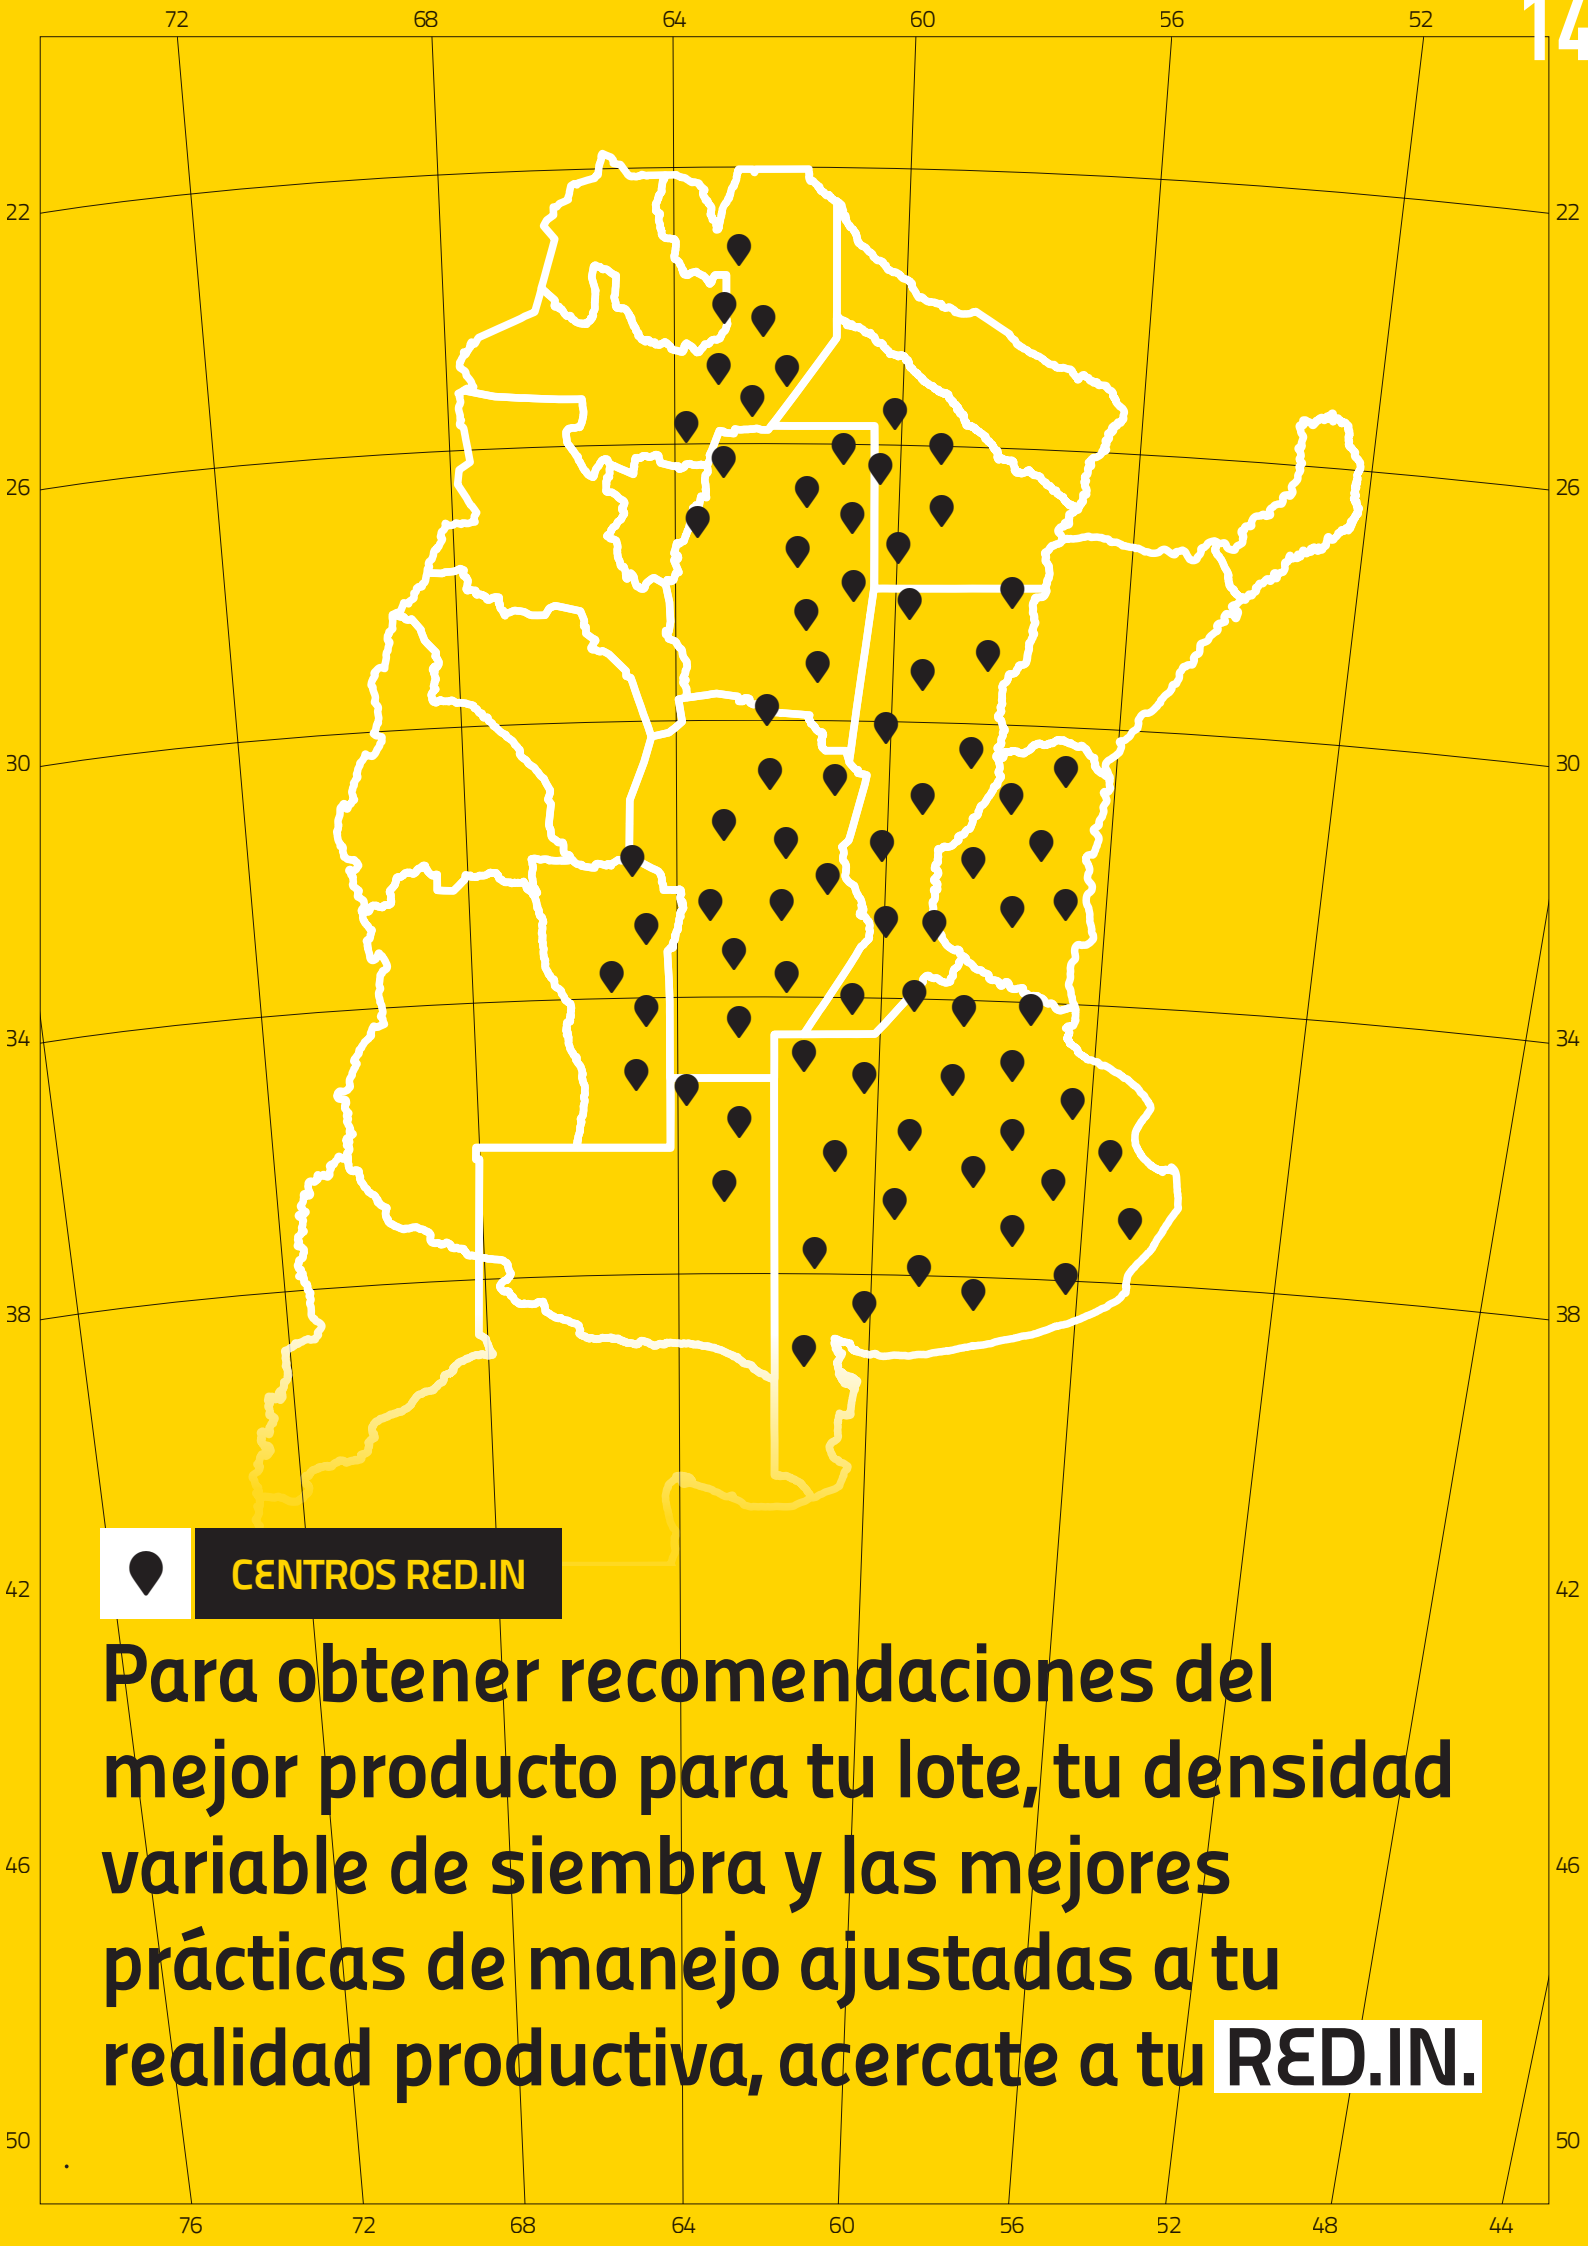 72 68 64 60 56 52
14
22 22
26 26
30 30
34 34
38 38
CENTROS RED.IN
42 42
Para obtener recomendaciones del
mejor producto para tu lote, tu densidad
variable de siembra y las mejores
46 46
prácticas de manejo ajustadas a tu
realidad productiva, acercate a tu RED.IN.
50 50
76 72 68 64 60 56 52 48 44